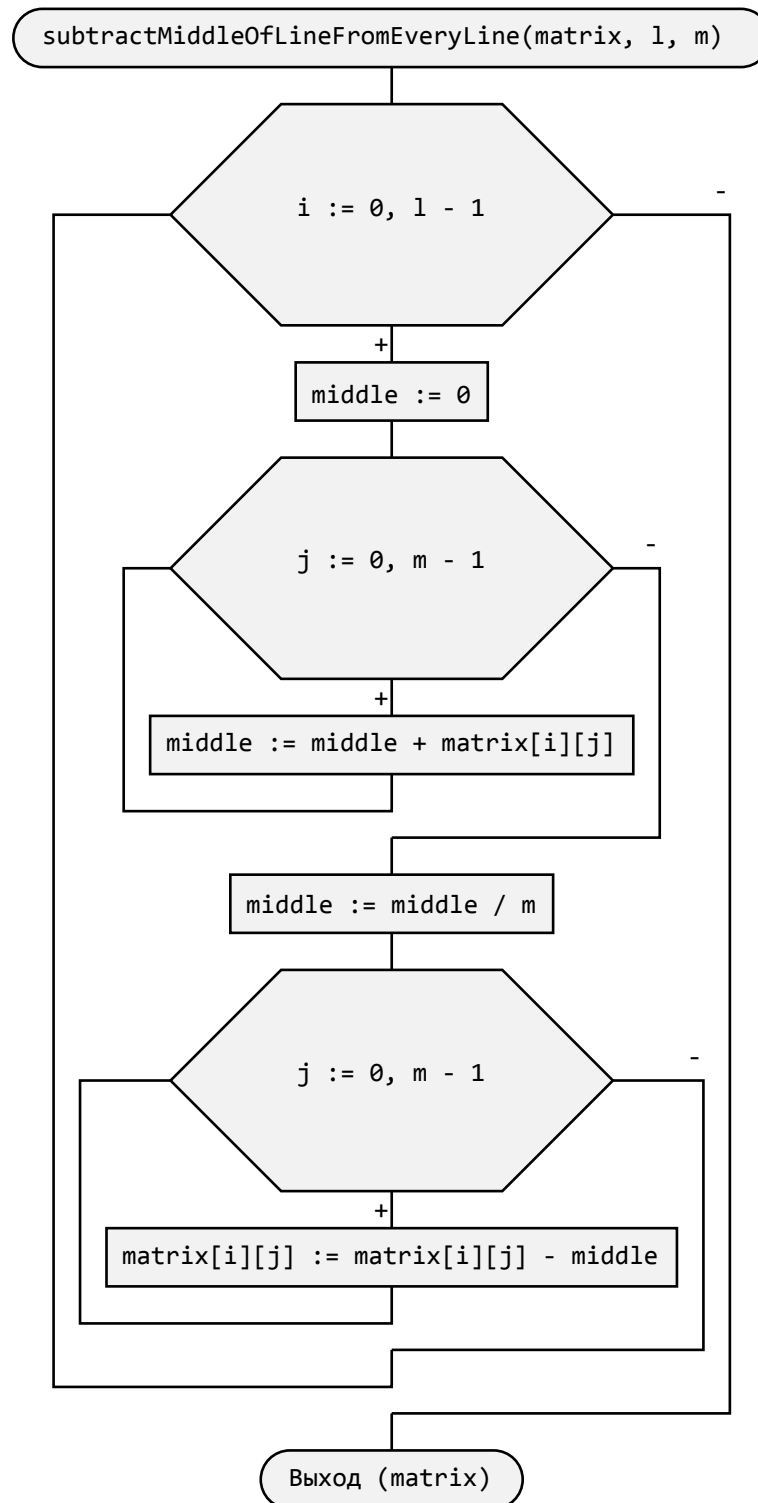 subtractMiddleOfLineFromEveryLine(matrix, l, m)
-
i := 0, l - 1
+
middle := 0
-
j := 0, m - 1
+
middle := middle + matrix[i][j]
middle := middle / m
-
j := 0, m - 1
+
matrix[i][j] := matrix[i][j] - middle
Выход (matrix)